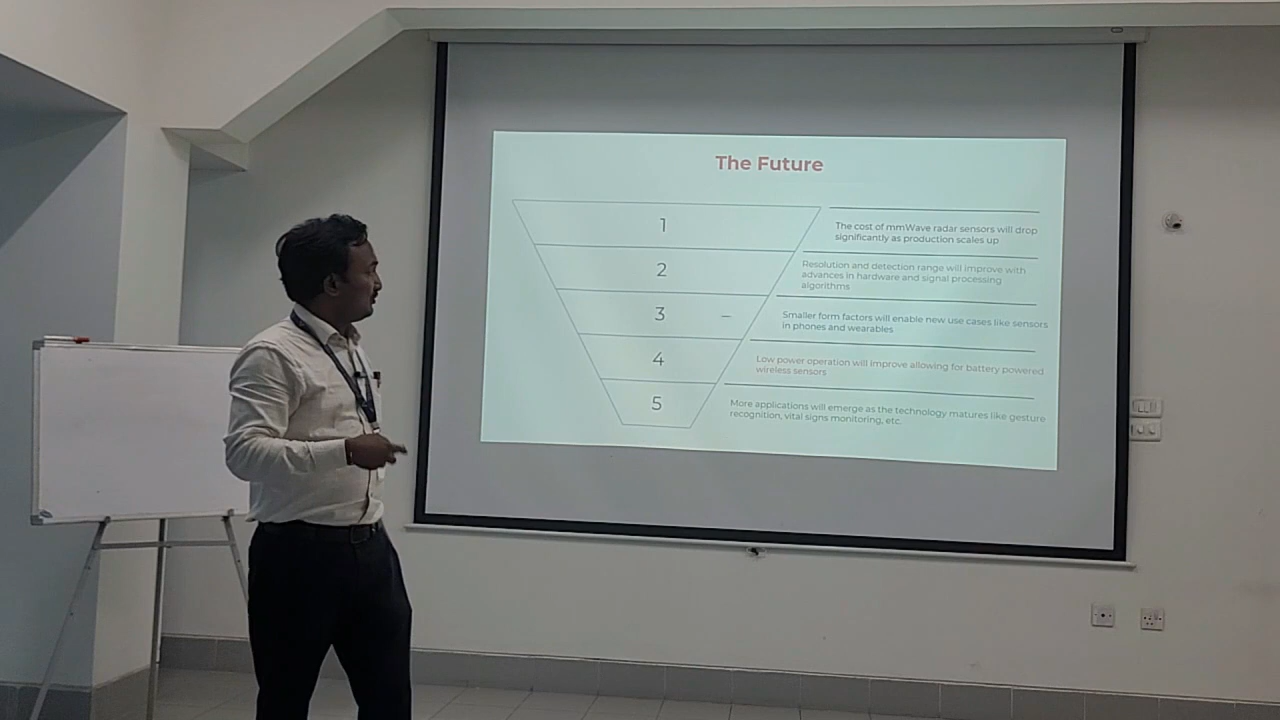 The Future
1
The cost of mmWave radar sensors will drop
significantly as production scales up
2
Resolution and detection range will improve with
advances in hardware and signal processing
algorithms
3
Smaller form factors will enable new use cases like sensors
in phones and wearables
4
Low power operation will improve allowing for battery powered
wireless sensors
5
More applications will emerge as the technology matures like gesture
recognition, vital signs monitoring, etc.